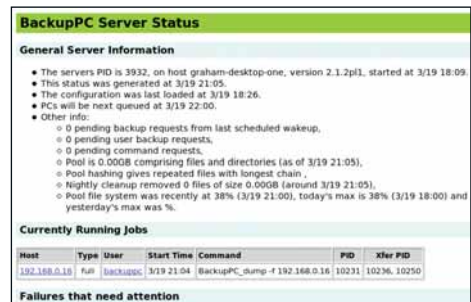 BackupPC Server Status
General Server Information
The servers PID is 3932, on host graham-desktop-one, version 2.1.2pl1, started at 3/19 18:09.
This status was generated at 3/19 21:05.
The configuration was last loaded at 3/19 18:26.
PCs will be next queued at 3/19 22:00.
Other info:
0 pending backup requests from last scheduled wakeup,
0 pending user backup requests,
0 pending command requests,
Pool is 0.00GB comprising files and directories (as of 3/19 21:05),
Pool hashing gives repeated files with longest chain ,
Nightly cleanup removed 0 files of size 0.00GB (around 3/19 21:05),
Pool file system was recently at 38% (3/19 21:00), today's max is 38% (3/19 18:00) and
yesterday's max was %.
Currently Running Jobs
Host Type User Start Time Command PID Xfer PID
192.168.0.16 full backuppc 3/19 21:04 BackupPC_dump -f 192.168.0.16 10231 10236, 10250
Failures that need attention